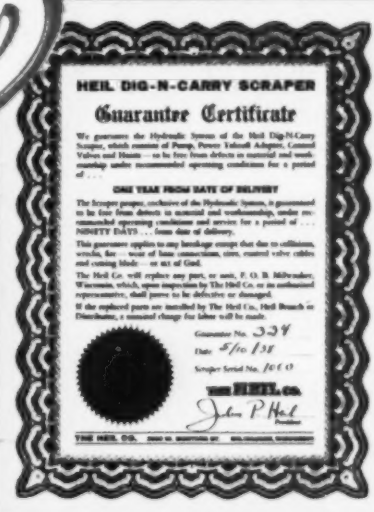 HEIL DIG-N-CARRY SCRAPER
Guarantee Certificate
We guarantee the Hydraulic System of the Heil Dig-N-Carry
Scraper, which consists of Pump, Power Takeoff Adapter, Control
Valves and Hoists — to be free from defects in material and work-
manship under recommended operating conditions for a period
of . . .
ONE YEAR FROM DATE OF DELIVERY
The Scraper proper, exclusive of the Hydraulic System, is guaranteed
to be free from defects in material and workmanship, under rec-
ommended operating conditions and service for a period of . . .
NINETY DAYS . . . from date of delivery.
This guarantee applies to any breakage except that due to collisions,
wrecks, fire — wear of hose connections, tires, control valve cables
and cutting blade — or act of God.
The Heil Co. will replace any part, or unit, F. O. B. Milwaukee,
Wisconsin, which, upon inspection by The Heil Co. or its authorized
representative, shall prove to be defective or damaged.
If the replaced parts are installed by The Heil Co., Heil Branch or
Distributor, a nominal charge for labor will be made.
Guarantee No. 324
Date 5/10/38
Scraper Serial No. 1060
THE HEIL CO.
Julius P. Heil
President
THE HEIL CO. MILWAUKEE, WISCONSIN